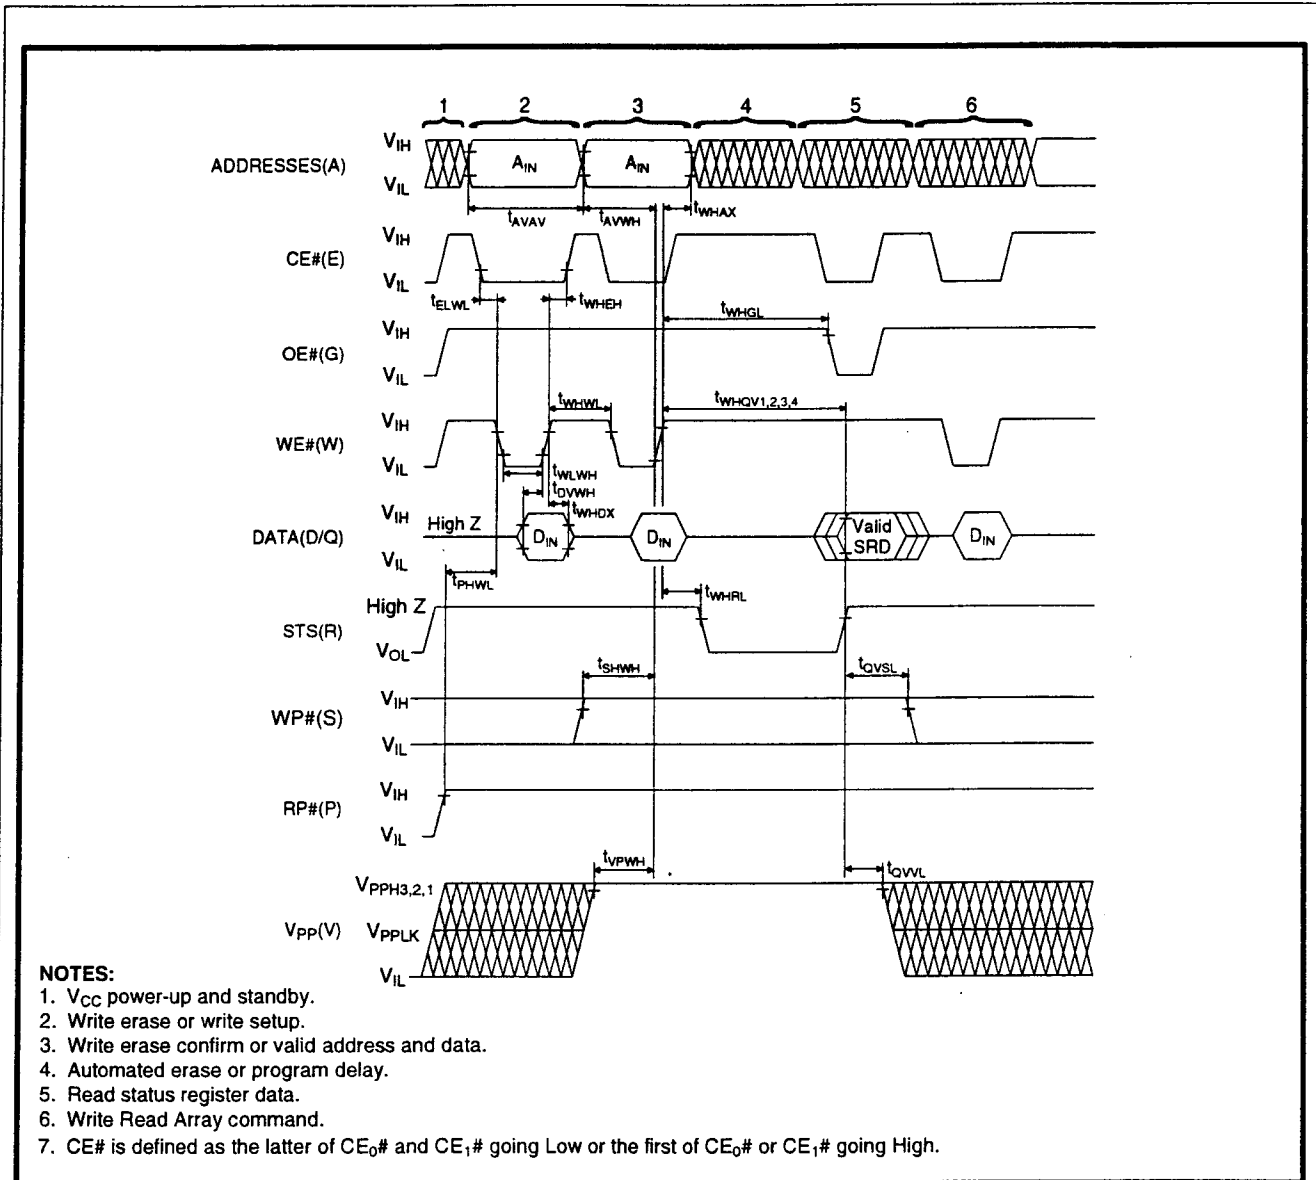 1 2 3 4 5 6
ADDRESSES(A) VIH VIL AIN AIN
tAVAV tAVWH tWHAX
CE#(E) VIH VIL
tELWL tWHEH
tWHGL
OE#(G) VIH VIL
tWHWL tWHQV1,2,3,4
WE#(W) VIH VIL
tWLWH
tDVWH
tWHDX
DATA(D/Q) VIH VIL High Z DIN DIN Valid SRD DIN
tPHWL
tWHRL
STS(R) High Z VOL
tSHWH tQVSL
WP#(S) VIH VIL
RP#(P) VIH VIL
tVPWH tQVVL
VPP(V) VPPH3,2,1 VPPLK VIL
NOTES:
1. VCC power-up and standby.
2. Write erase or write setup.
3. Write erase confirm or valid address and data.
4. Automated erase or program delay.
5. Read status register data.
6. Write Read Array command.
7. CE# is defined as the latter of CE0# and CE1# going Low or the first of CE0# or CE1# going High.